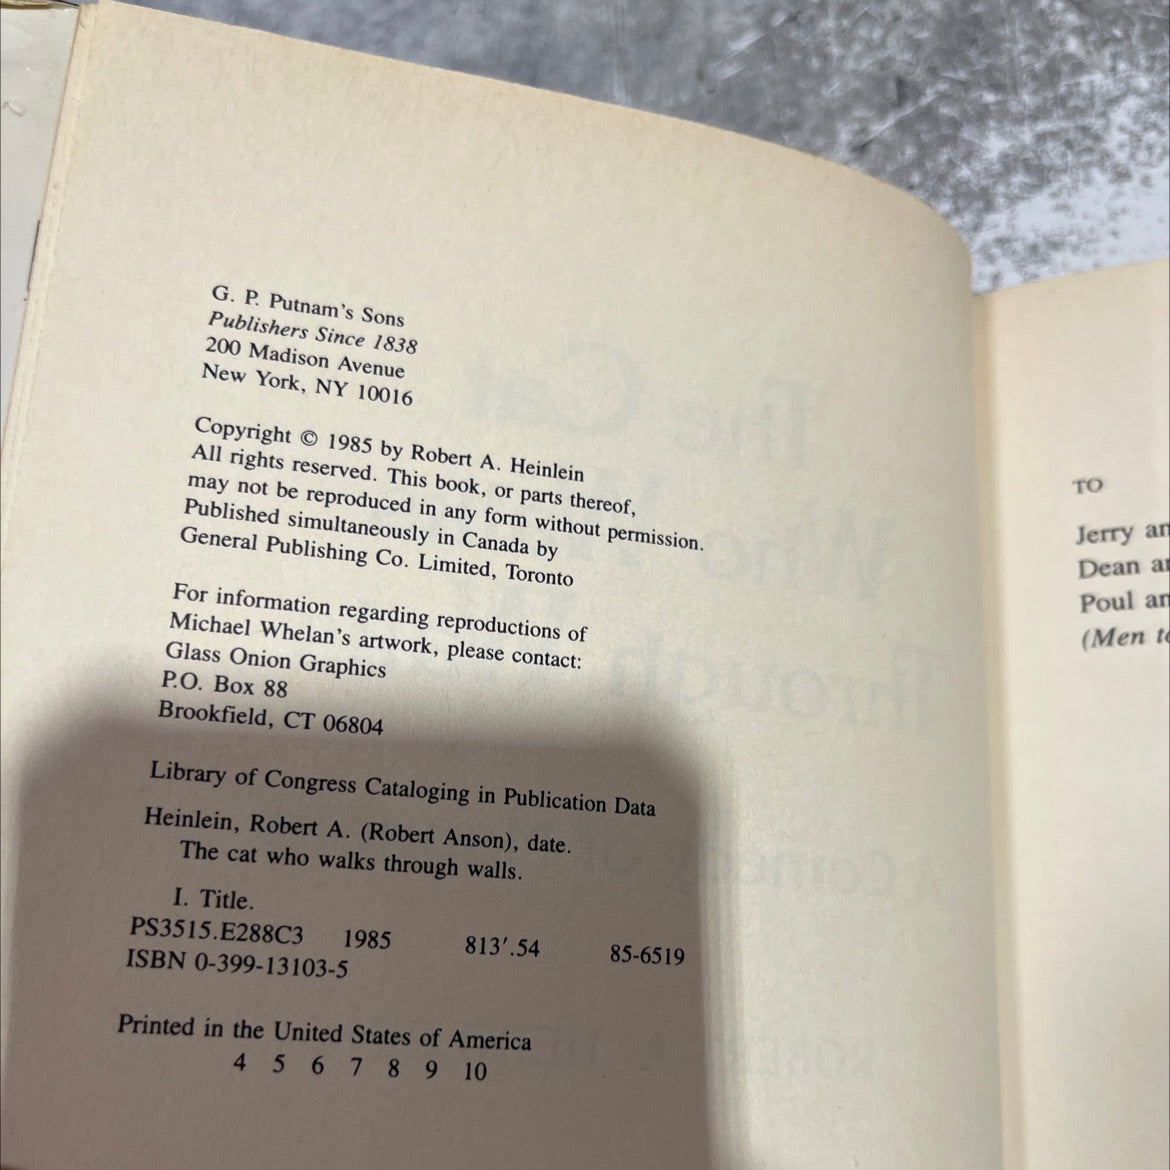 G. P. Putnam's Sons
Publishers Since 1838
200 Madison Avenue
New York, NY 10016
Copyright © 1985 by Robert A. Heinlein
All rights reserved. This book, or parts thereof,
may not be reproduced in any form without permission.
Published simultaneously in Canada by
General Publishing Co. Limited, Toronto
For information regarding reproductions of
Michael Whelan's artwork, please contact:
Glass Onion Graphics
P.O. Box 88
Brookfield, CT 06804
Library of Congress Cataloging in Publication Data
Heinlein, Robert A. (Robert Anson), date.
The cat who walks through walls.
I. Title.
PS3515.E288C3 1985 813'.54 85-6519
ISBN 0-399-13103-5
Printed in the United States of America
4 5 6 7 8 9 10
TO
Jerry
Dean
Poul
(Men